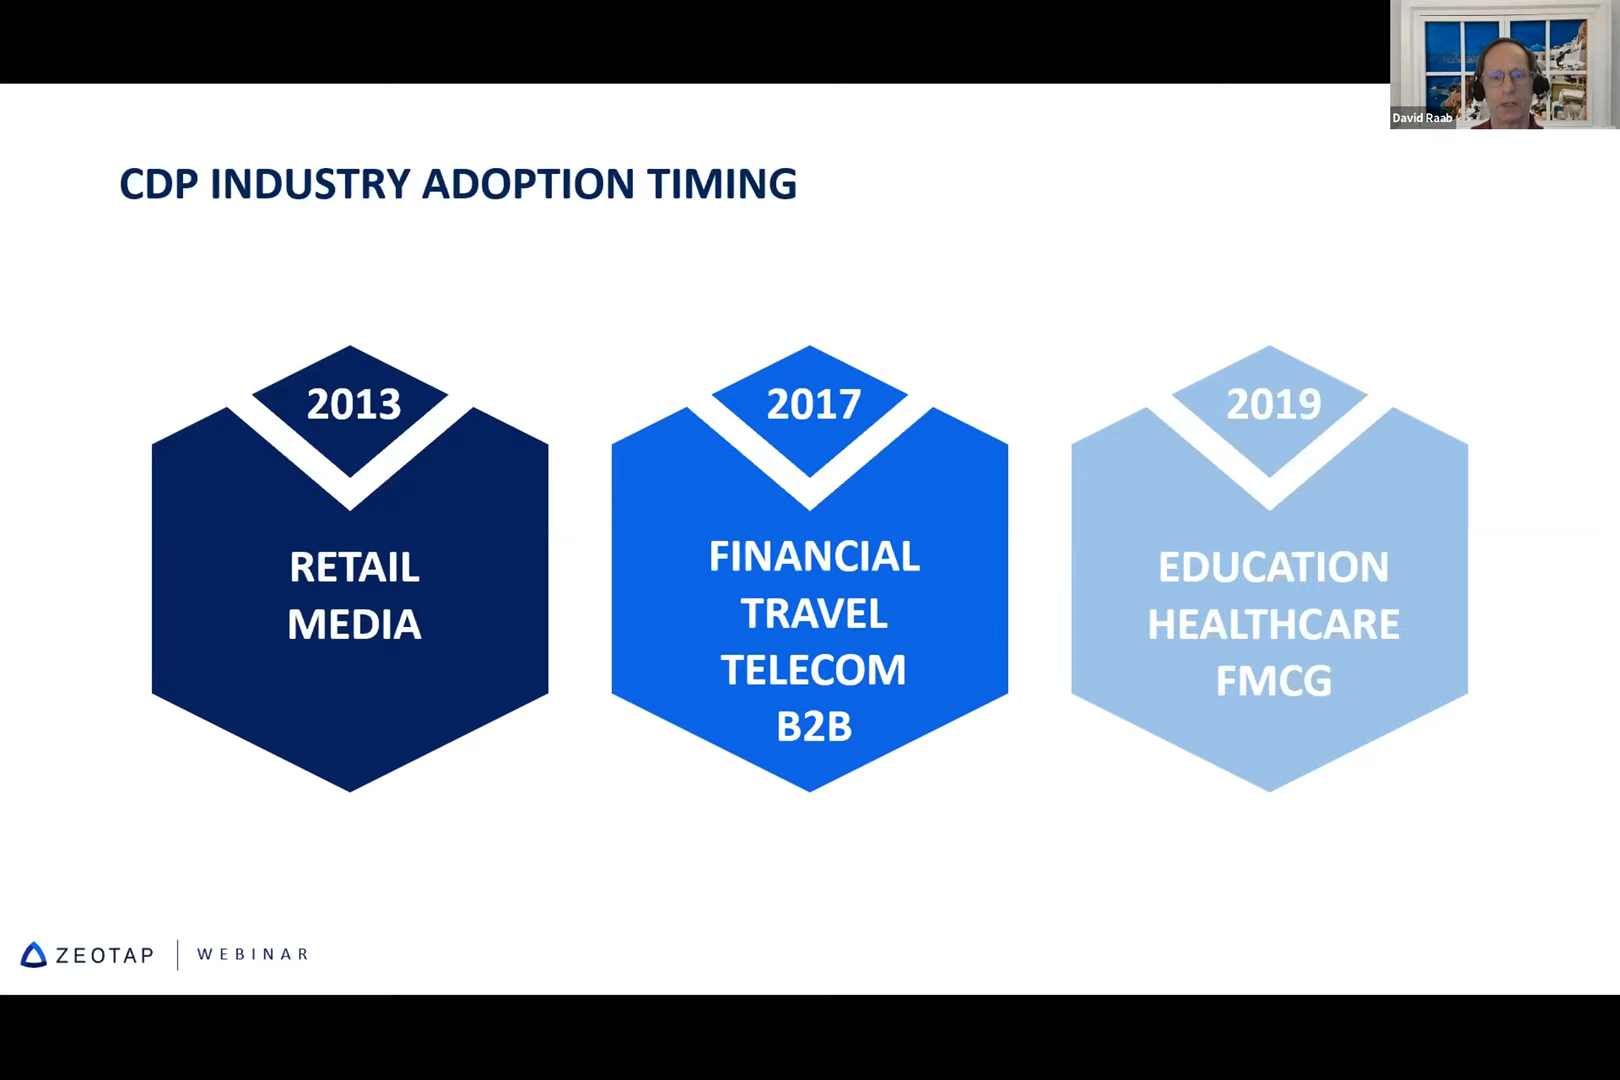 David Raab
CDP INDUSTRY ADOPTION TIMING
2013
RETAIL
MEDIA
2017
FINANCIAL
TRAVEL
TELECOM
B2B
2019
EDUCATION
HEALTHCARE
FMCG
ZEOTAP | WEBINAR